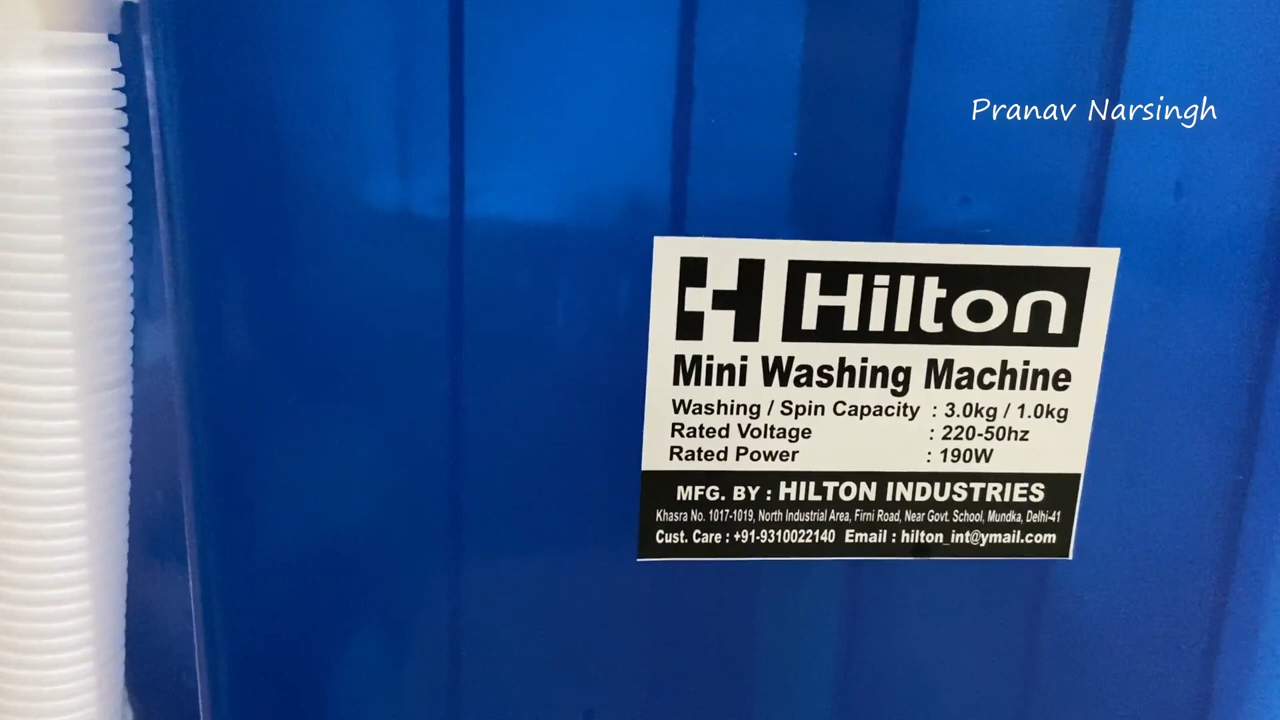 Pranav Narsingh
H Hilton
Mini Washing Machine
Washing / Spin Capacity : 3.0kg / 1.0kg
Rated Voltage : 220-50hz
Rated Power : 190W
MFG. BY : HILTON INDUSTRIES
Khasra No. 1017-1019, North Industrial Area, Firni Road, Near Govt. School, Mundka, Delhi-41
Cust. Care : +91-9310022140 Email : hilton_int@ymail.com